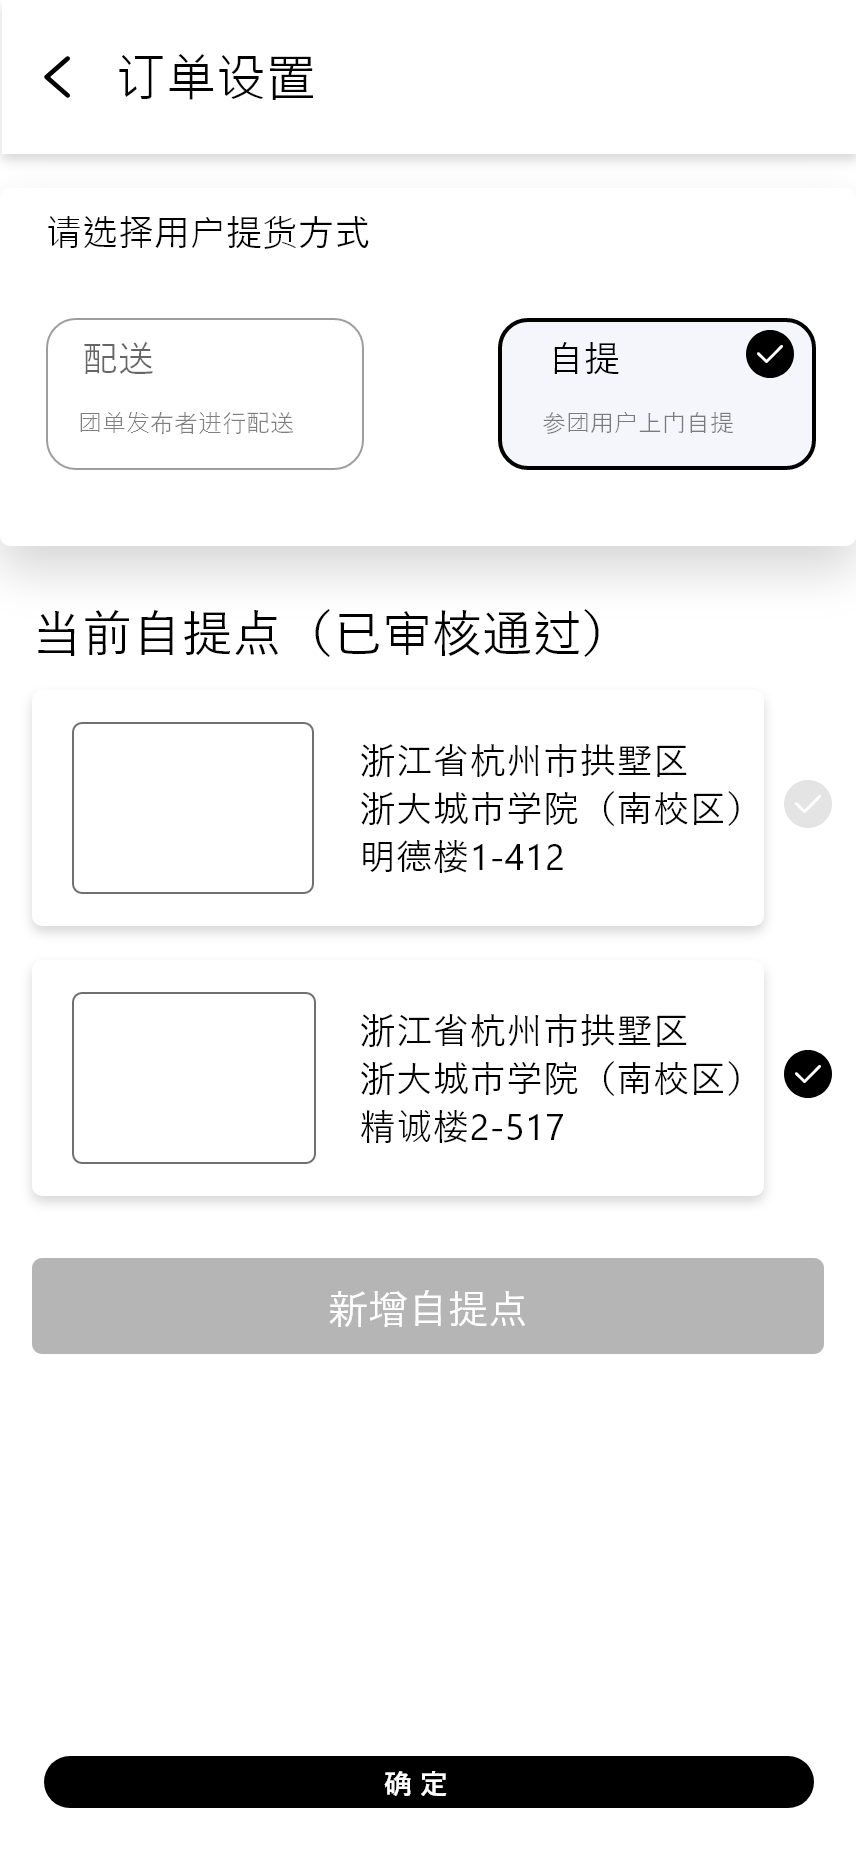 订单设置
请选择用户提货方式
配送
自提
团单发布者进行配送
参团用户上门自提
当前自提点（已审核通过）
浙江省杭州市拱墅区
浙大城市学院（南校区）
明德楼1-412
浙江省杭州市拱墅区
浙大城市学院（南校区）
精诚楼2-517
新增自提点
确定